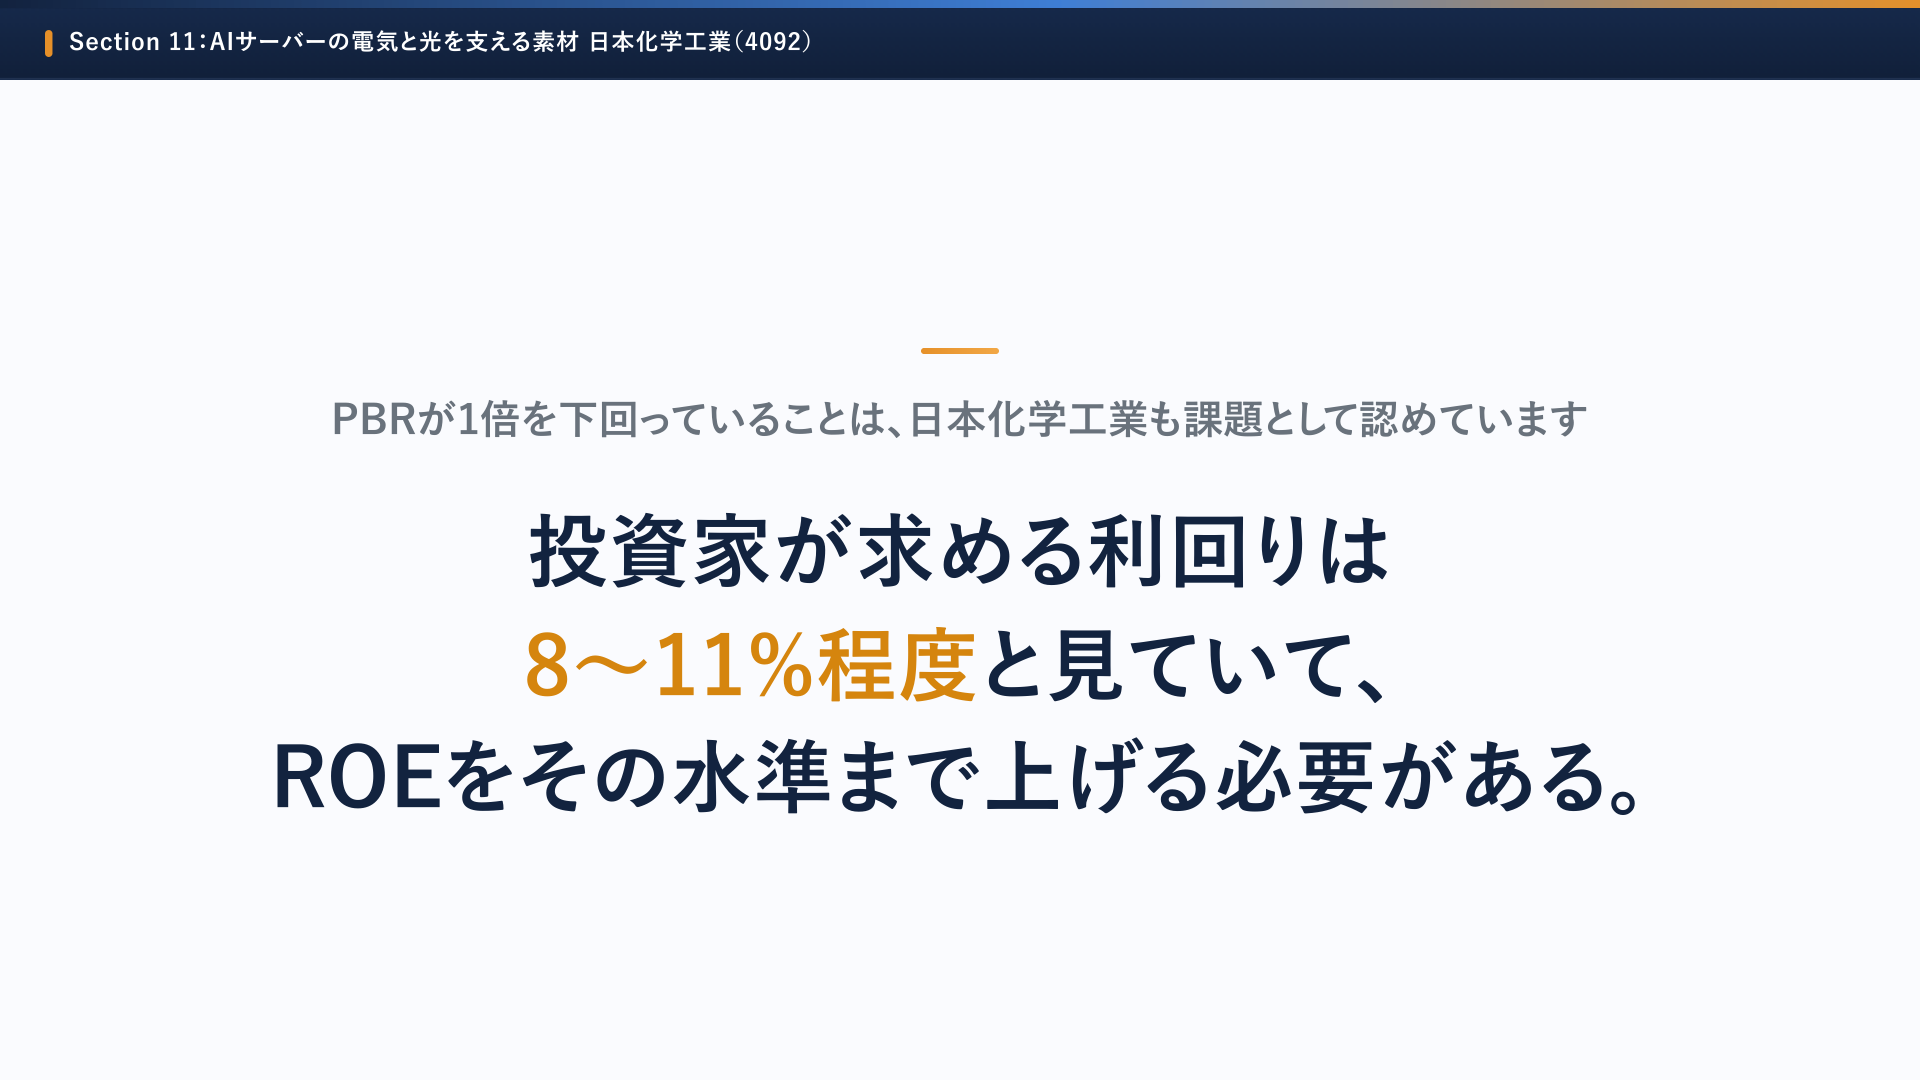 Section 11：AIサーバーの電気と光を支える素材 日本化学工業（4092）
PBRが1倍を下回っていることは、日本化学工業も課題として認めています
投資家が求める利回りは
8〜11%程度と見ていて、
ROEをその水準まで上げる必要がある。